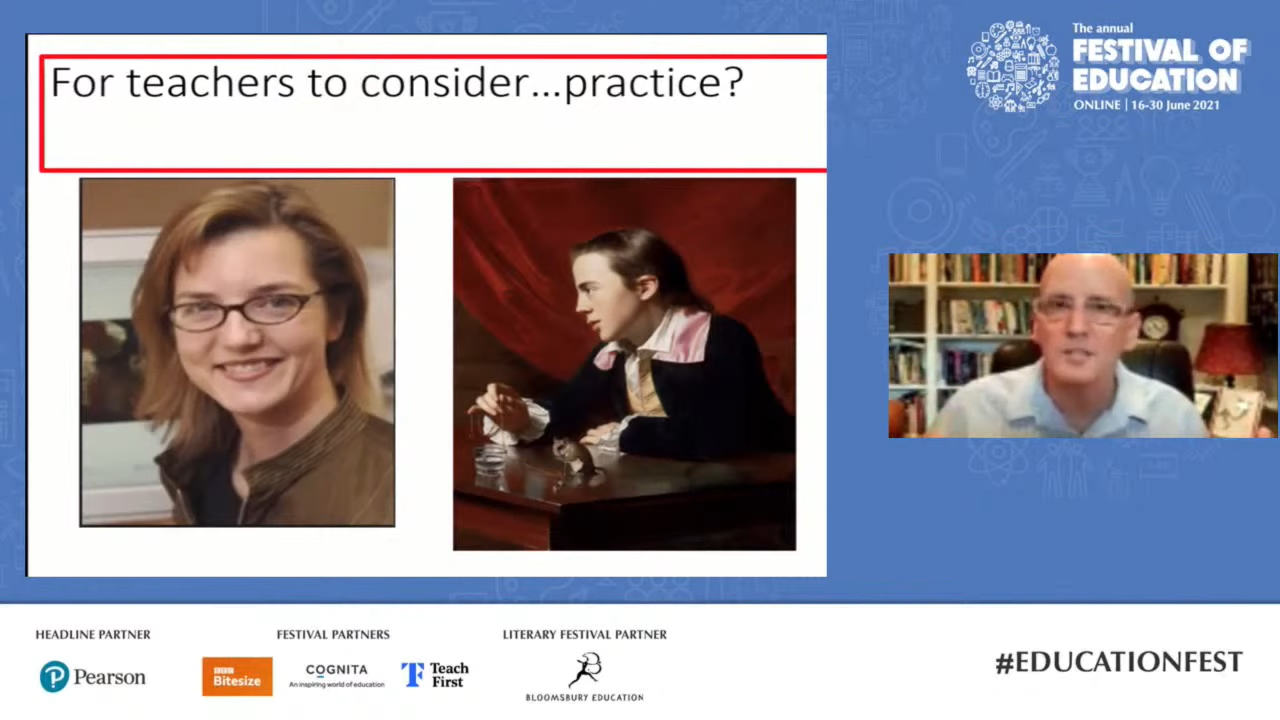 For teachers to consider...practice?
The annual
FESTIVAL OF
EDUCATION
ONLINE | 16-30 June 2021
HEADLINE PARTNER
FESTIVAL PARTNERS
LITERARY FESTIVAL PARTNER
Pearson
BBC
Bitesize
COGNITA
An inspiring world of education
Teach
First
BLOOMSBURY EDUCATION
#EDUCATIONFEST